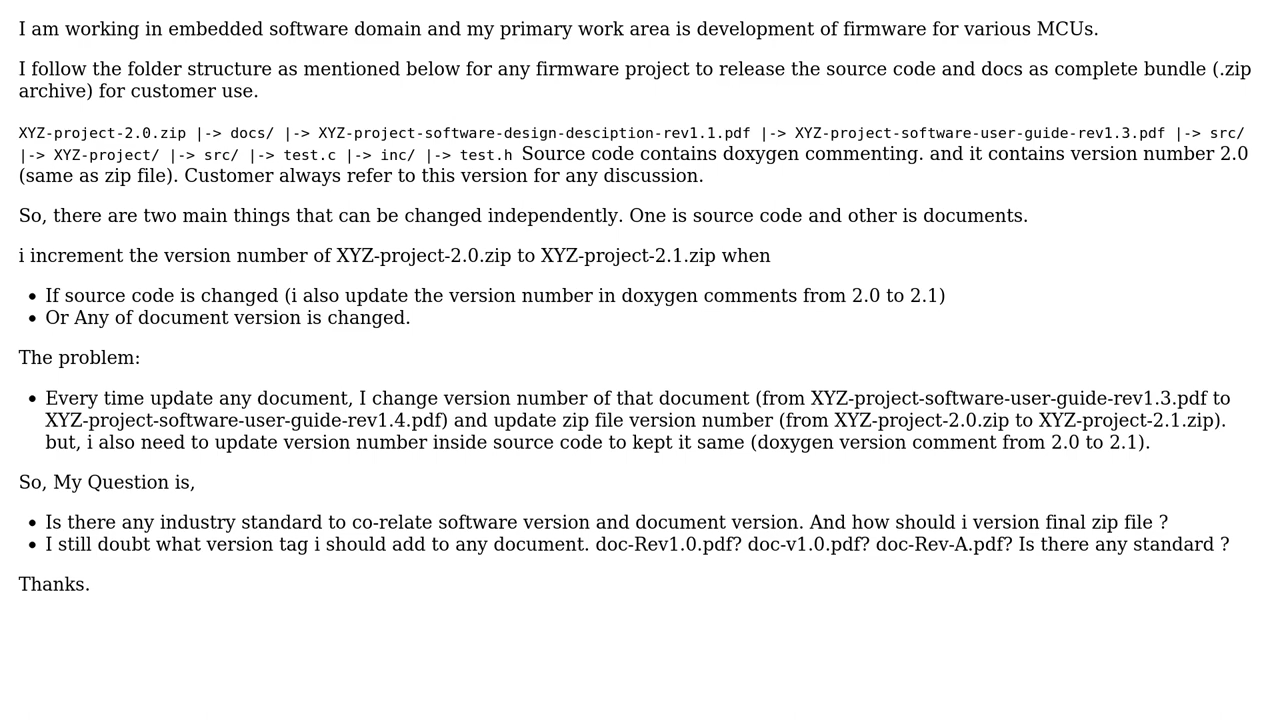 I am working in embedded software domain and my primary work area is development of firmware for various MCUs.
I follow the folder structure as mentioned below for any firmware project to release the source code and docs as complete bundle (.zip
archive) for customer use.
XYZ-project-2.0.zip |-> docs/ |-> XYZ-project-software-design-desciption-rev1.1.pdf |-> XYZ-project-software-user-guide-rev1.3.pdf |-> src/
|-> XYZ-project/ |-> src/ |-> test.c |-> inc/ |-> test.h Source code contains doxygen commenting. and it contains version number 2.0
(same as zip file). Customer always refer to this version for any discussion.
So, there are two main things that can be changed independently. One is source code and other is documents.
i increment the version number of XYZ-project-2.0.zip to XYZ-project-2.1.zip when
• If source code is changed (i also update the version number in doxygen comments from 2.0 to 2.1)
• Or Any of document version is changed.
The problem:
• Every time update any document, I change version number of that document (from XYZ-project-software-user-guide-rev1.3.pdf to
XYZ-project-software-user-guide-rev1.4.pdf) and update zip file version number (from XYZ-project-2.0.zip to XYZ-project-2.1.zip).
but, i also need to update version number inside source code to kept it same (doxygen version comment from 2.0 to 2.1).
So, My Question is,
• Is there any industry standard to co-relate software version and document version. And how should i version final zip file ?
• I still doubt what version tag i should add to any document. doc-Rev1.0.pdf? doc-v1.0.pdf? doc-Rev-A.pdf? Is there any standard ?
Thanks.